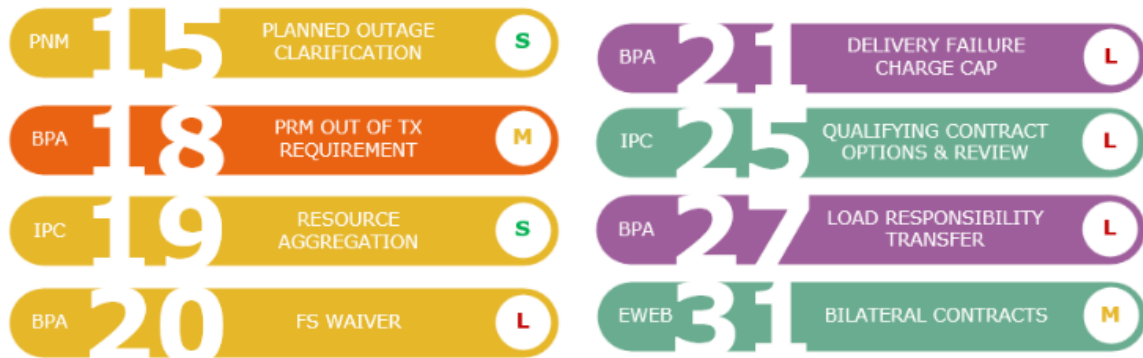 PNM 15 PLANNED OUTAGE
CLARIFICATION S
BPA 18 PRM OUT OF TX
REQUIREMENT M
IPC 19 RESOURCE
AGGREGATION S
BPA 20 FS WAIVER L
BPA 21 DELIVERY FAILURE
CHARGE CAP L
IPC 25 QUALIFYING CONTRACT
OPTIONS & REVIEW L
BPA 27 LOAD RESPONSIBILITY
TRANSFER L
EWEB 31 BILATERAL CONTRACTS M